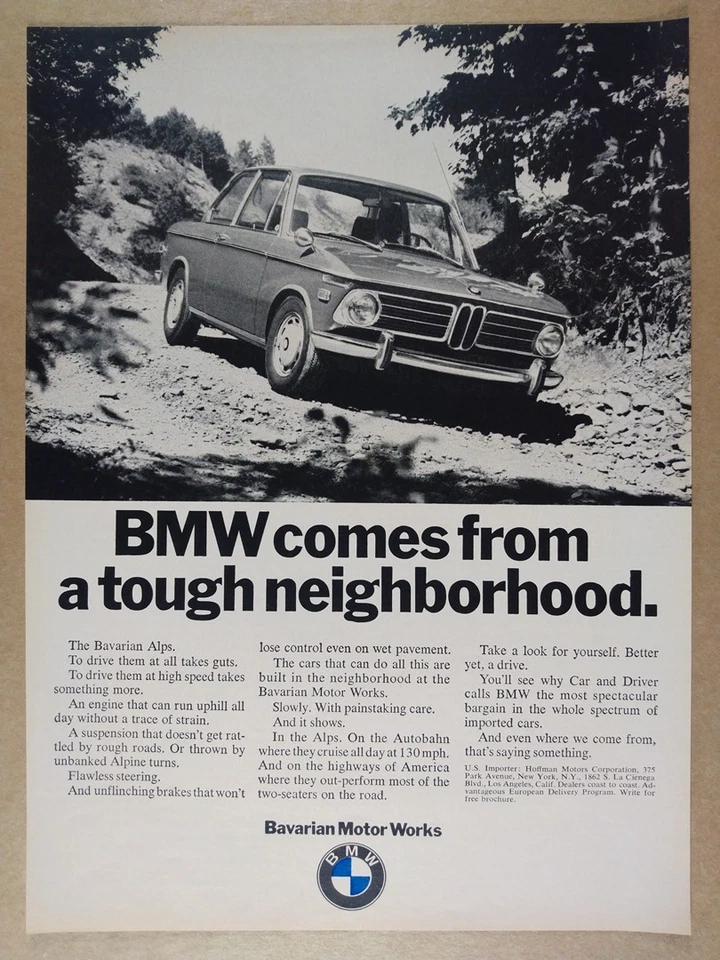 BMW comes from
a tough neighborhood.
The Bavarian Alps.
To drive them at all takes guts.
To drive them at high speed takes
something more.
An engine that can run uphill all
day without a trace of strain.
A suspension that doesn't get rat-
tled by rough roads. Or thrown by
unbanked Alpine turns.
Flawless steering.
And unflinching brakes that won't
lose control even on wet pavement.
The cars that can do all this are
built in the neighborhood at the
Bavarian Motor Works.
Slowly. With painstaking care.
And it shows.
In the Alps. On the Autobahn
where they cruise all day at 130 mph.
And on the highways of America
where they out-perform most of the
two-seaters on the road.
Take a look for yourself. Better
yet, a drive.
You'll see why Car and Driver
calls BMW the most spectacular
bargain in the whole spectrum of
imported cars.
And even where we come from,
that's saying something.
U.S. Importer: Hoffman Motors Corporation, 375
Park Avenue, New York, N.Y., 1862 S. La Cienega
Blvd., Los Angeles, Calif. Dealers coast to coast. Ad-
vantageous European Delivery Program. Write for
free brochure.
Bavarian Motor Works
BMW